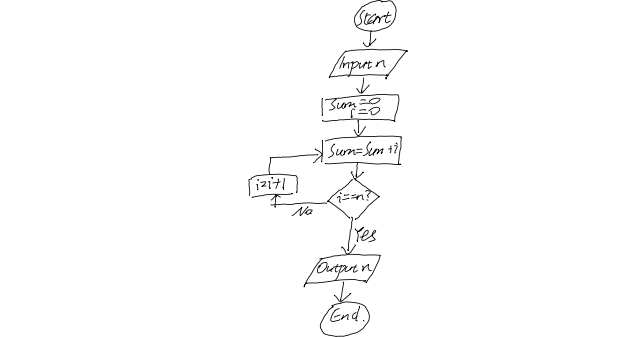 Start
Input n
Sum=0
i=0
Sum=Sum+i
i=i+1
i==n?
No
Yes
Output n
End.